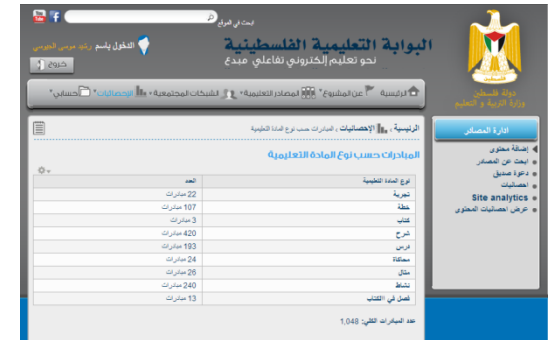 ابحث في الموقع
البوابة التعليمية الفلسطينية
نحو تعليم إلكتروني تفاعلي مبدع
الدخول باسم
خروج
دولة فلسطين
وزارة التربية و التعليم
الرئيسية عن المشروع المصادر التعليمية الشبكات المجتمعية الإحصائيات حسابي
الرئيسية ، الإحصائيات ، المبادرات حسب نوع المادة التعليمية
المبادرات حسب نوع المادة التعليمية
نوع المادة التعليمية العدد
تجربة 22 مبادرات
خطة 107 مبادرات
كتاب 3 مبادرات
شرح 420 مبادرات
درس 193 مبادرات
محاكاة 24 مبادرات
مثال 26 مبادرات
نشاط 240 مبادرات
فصل في الكتاب 13 مبادرات
عدد المبادرات الكلي: 1,048
ادارة المصادر
إضافة محتوى
ابحث عن المصادر
دعوة صديق
احصائيات
Site analytics
عرض احصائيات المحتوى